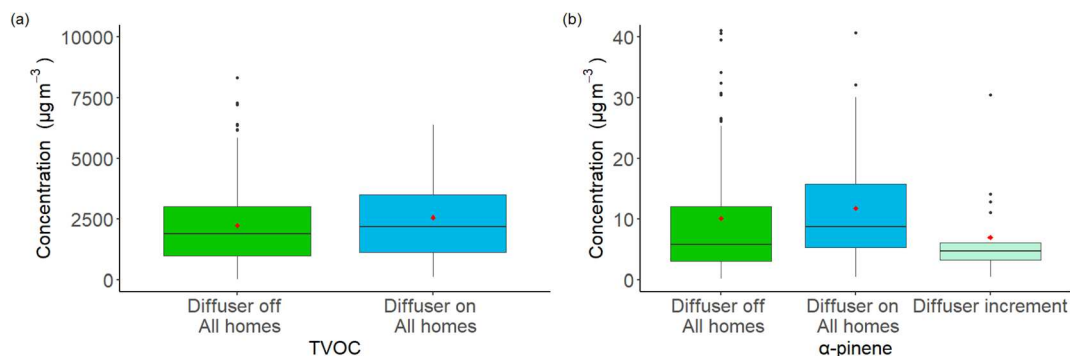 (a)
Concentration (µg m⁻³)
10000
7500
5000
2500
0
Diffuser off
All homes
Diffuser on
All homes
TVOC
(b)
Concentration (µg m⁻³)
40
30
20
10
0
Diffuser off
All homes
Diffuser on
All homes
Diffuser increment
α-pinene